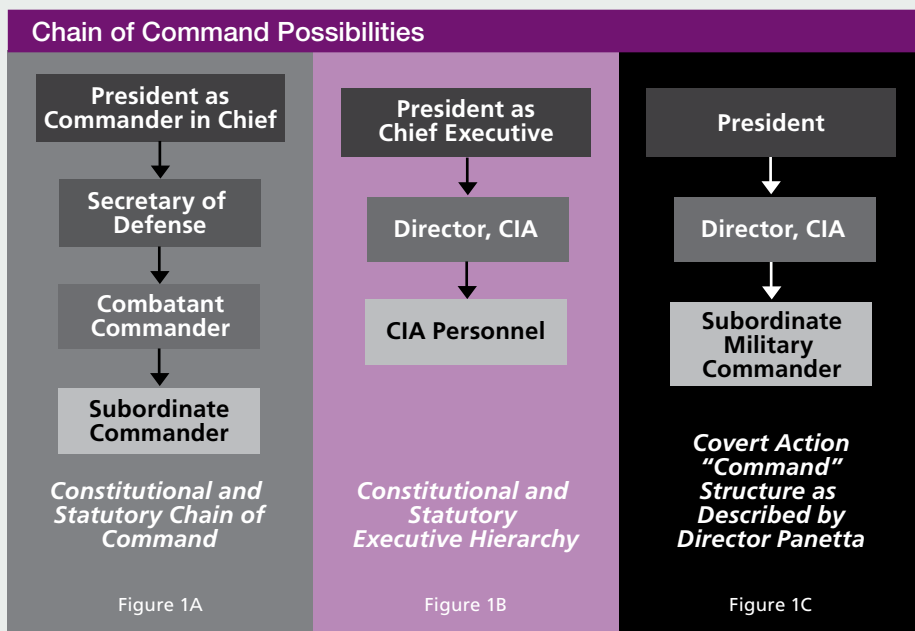 Chain of Command Possibilities
President as
Commander in Chief
Secretary of
Defense
Combatant
Commander
Subordinate
Commander
Constitutional and
Statutory Chain of
Command
Figure 1A
President as
Chief Executive
Director, CIA
CIA Personnel
Constitutional and
Statutory
Executive Hierarchy
Figure 1B
President
Director, CIA
Subordinate
Military
Commander
Covert Action
“Command”
Structure as
Described by
Director Panetta
Figure 1C